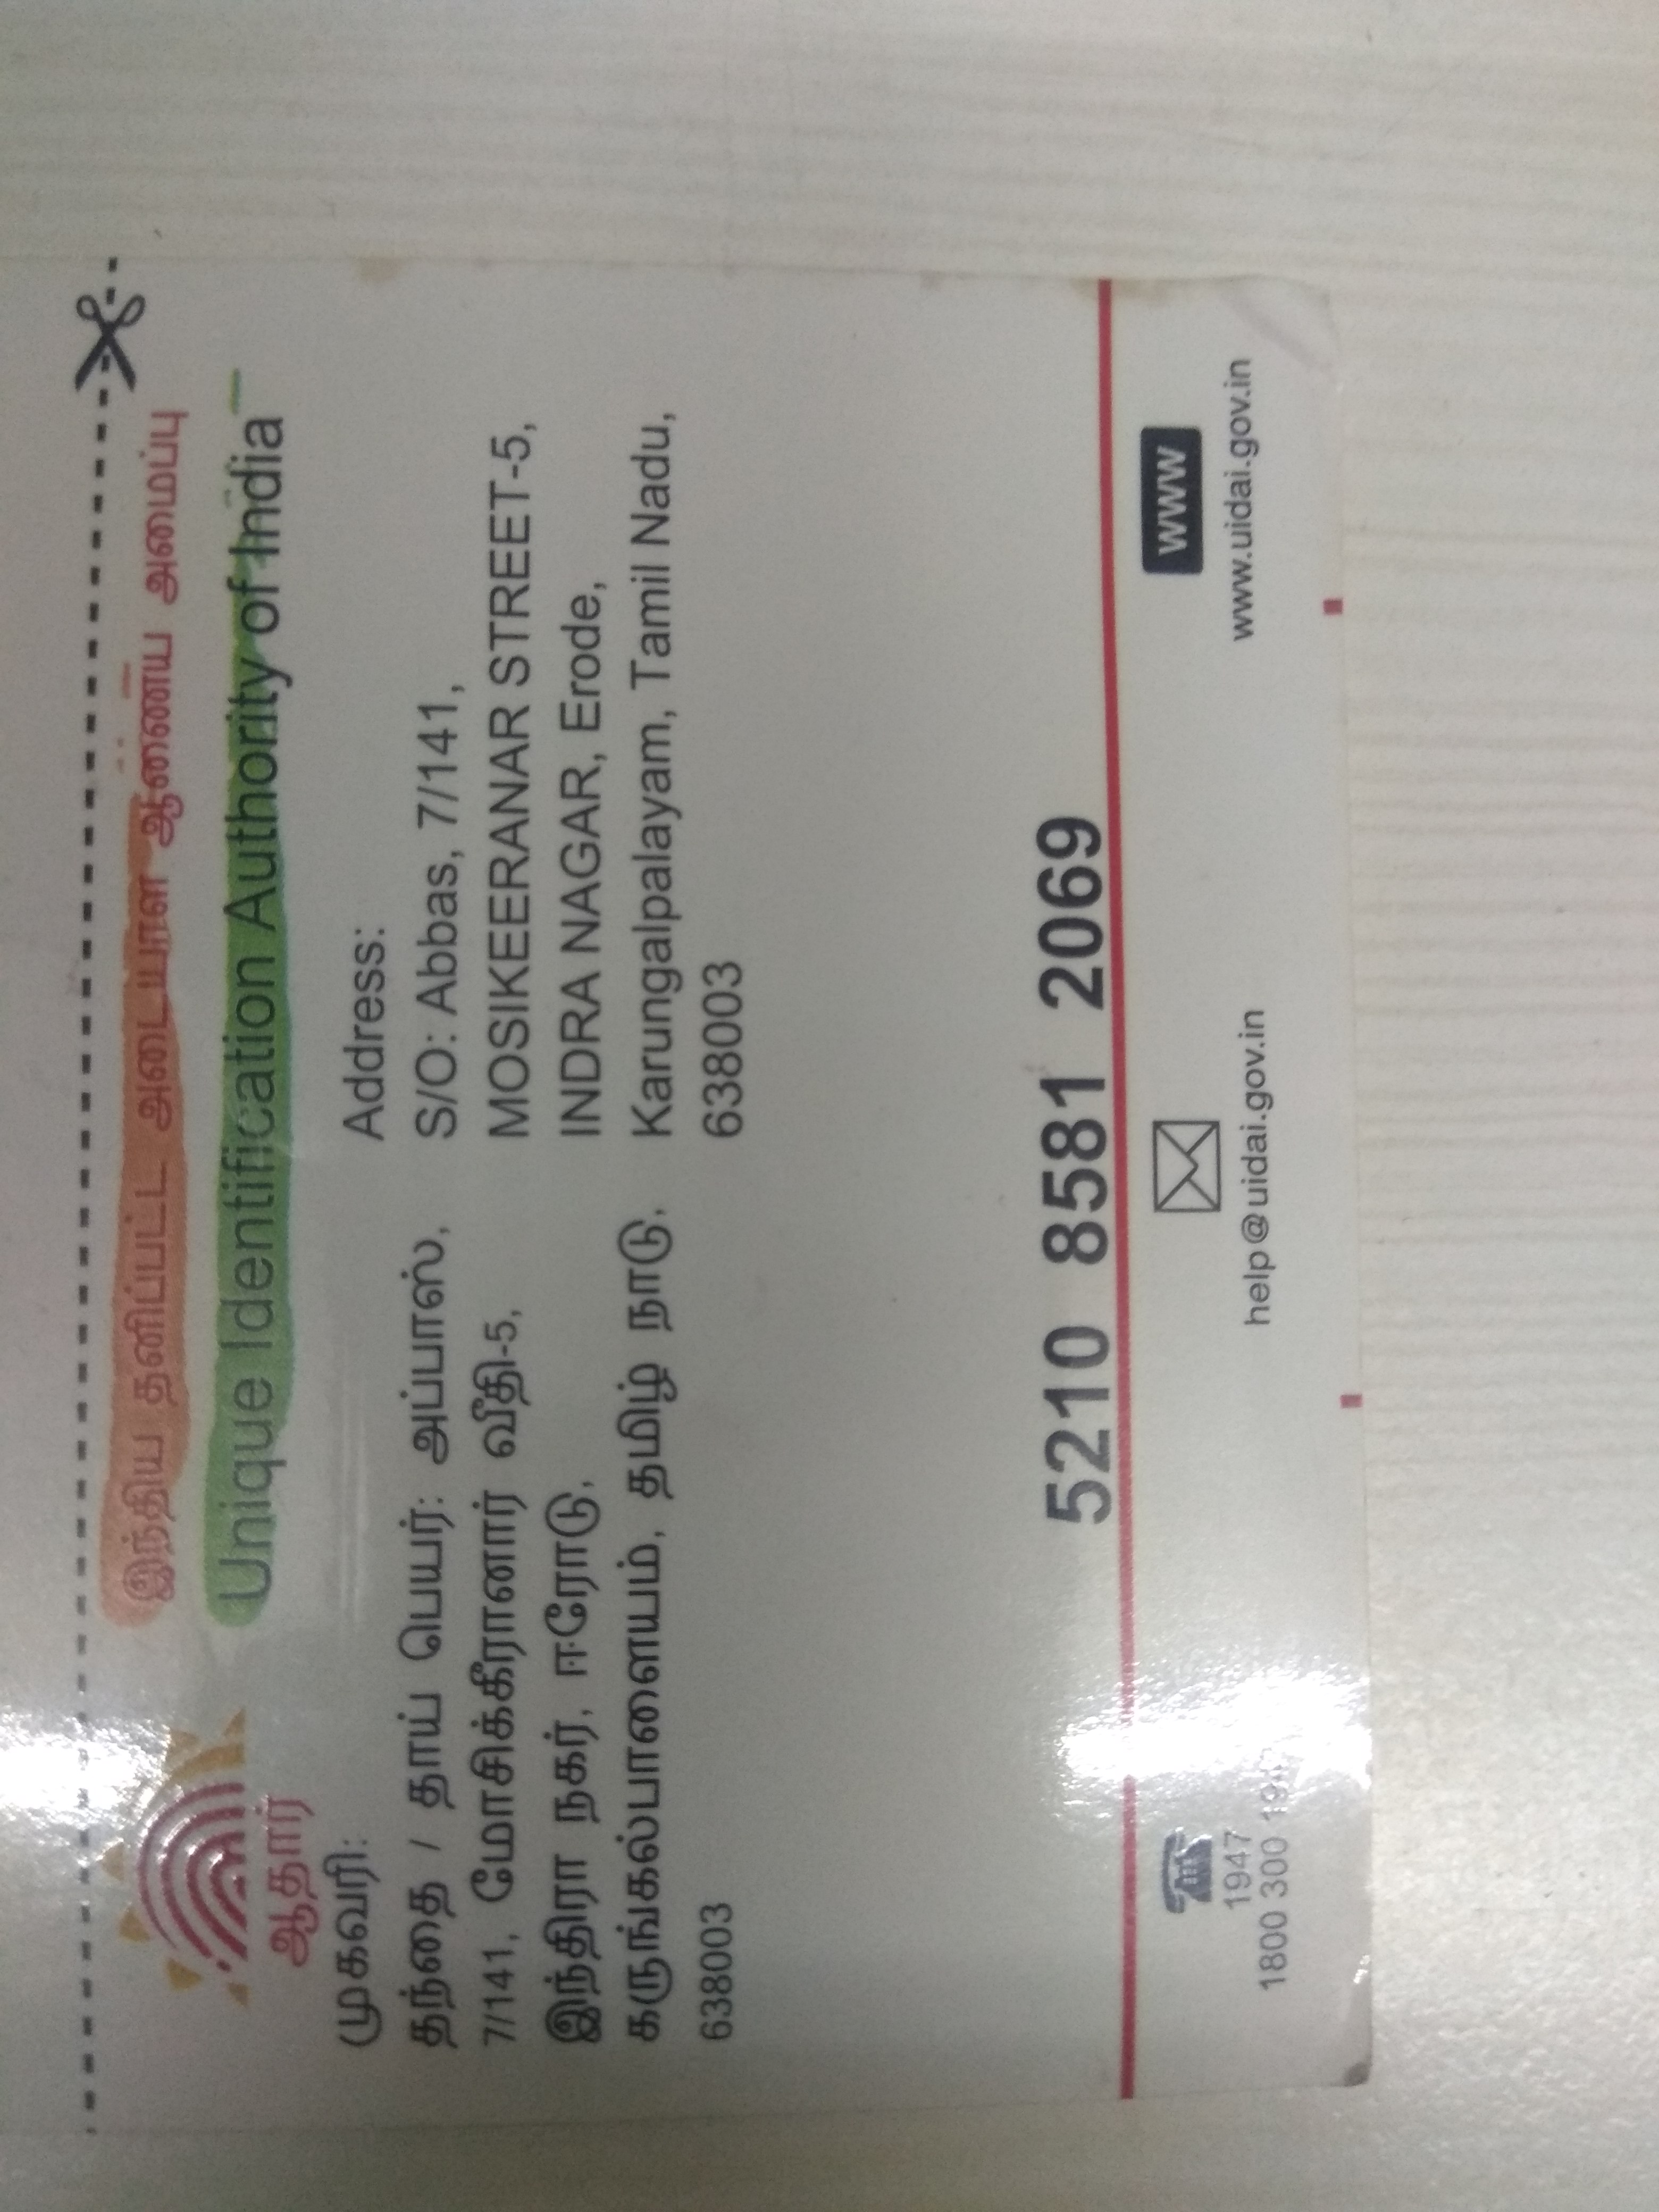 இந்திய தனிப்பட்ட அடையாள ஆணைய அமைப்பு
Unique Identification Authority of India
ஆதார்
முகவரி:
தந்தை / தாய் பெயர்: அப்பாஸ்,
7/141, மோசிக்கீரானார் வீதி-5,
இந்திரா நகர், ஈரோடு,
கருங்கல்பாளையம், தமிழ் நாடு,
638003
Address:
S/O: Abbas, 7/141,
MOSIKEERANAR STREET-5,
INDRA NAGAR, Erode,
Karungalpalayam, Tamil Nadu,
638003
5210 8581 2069
1947
1800 300
help@uidai.gov.in
www
www.uidai.gov.in